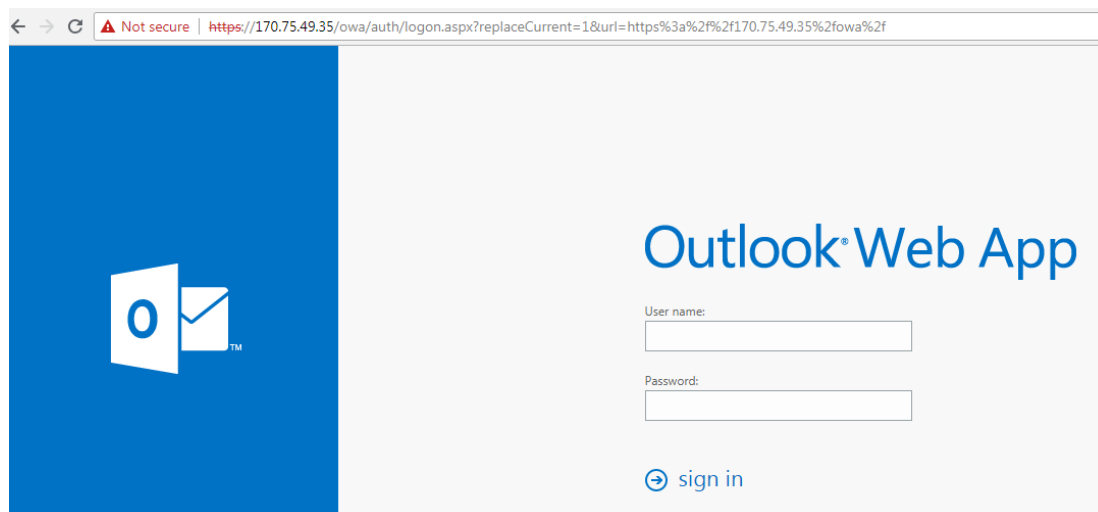 Not secure | https://170.75.49.35/owa/auth/logon.aspx?replaceCurrent=1&url=https%3a%2f%2f170.75.49.35%2fowa%2f
Outlook® Web App
O
TM
User name:
Password:
sign in